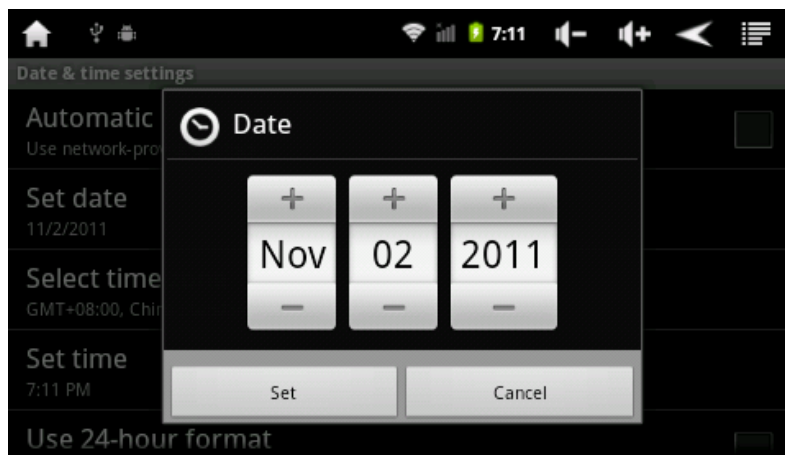 7:11
Date & time settings
Automatic
Use network-pro
Date
Set date
11/2/2011
+ + +
Nov 02 2011
− − −
Select time
GMT+08:00, Chin
Set time
7:11 PM
Set Cancel
Use 24-hour format